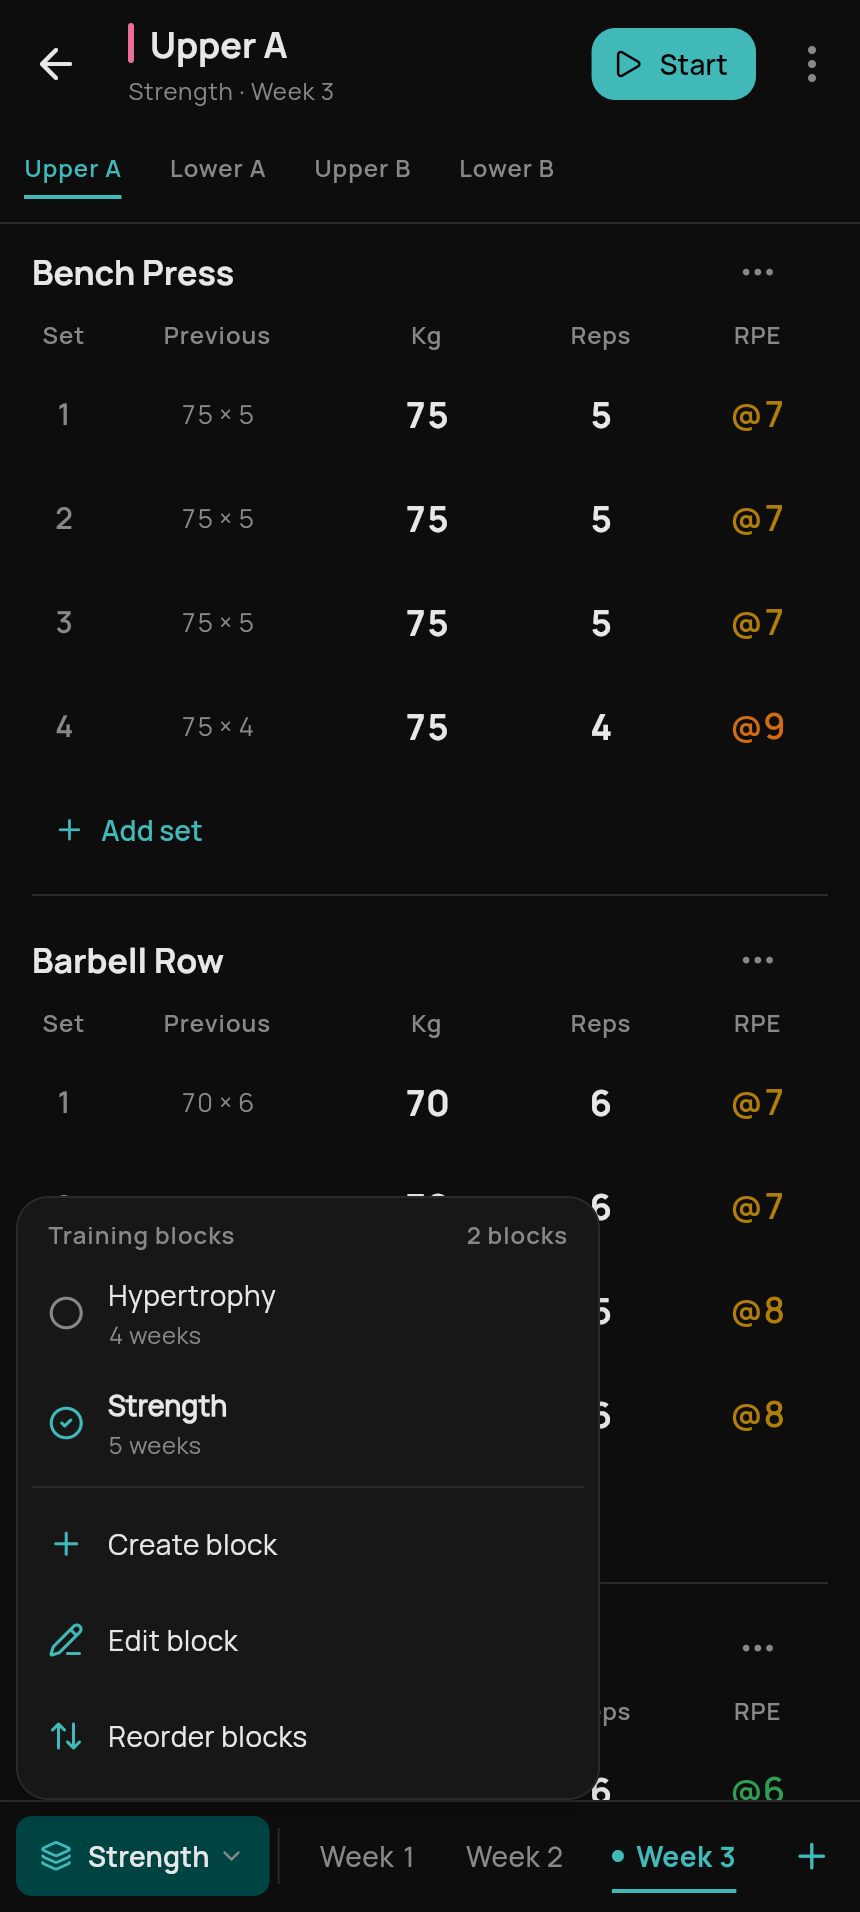 Upper A
Strength · Week 3
Start
Upper A Lower A Upper B Lower B
Bench Press
Set Previous Kg Reps RPE
1 75 × 5 75 5 @7
2 75 × 5 75 5 @7
3 75 × 5 75 5 @7
4 75 × 4 75 4 @9
+ Add set
Barbell Row
Set Previous Kg Reps RPE
1 70 × 6 70 6 @7
6 @7
@8
6 @8
Training blocks 2 blocks
Hypertrophy
4 weeks
Strength
5 weeks
Create block
Edit block
Reorder blocks
RPE
6 @6
Strength Week 1 Week 2 Week 3